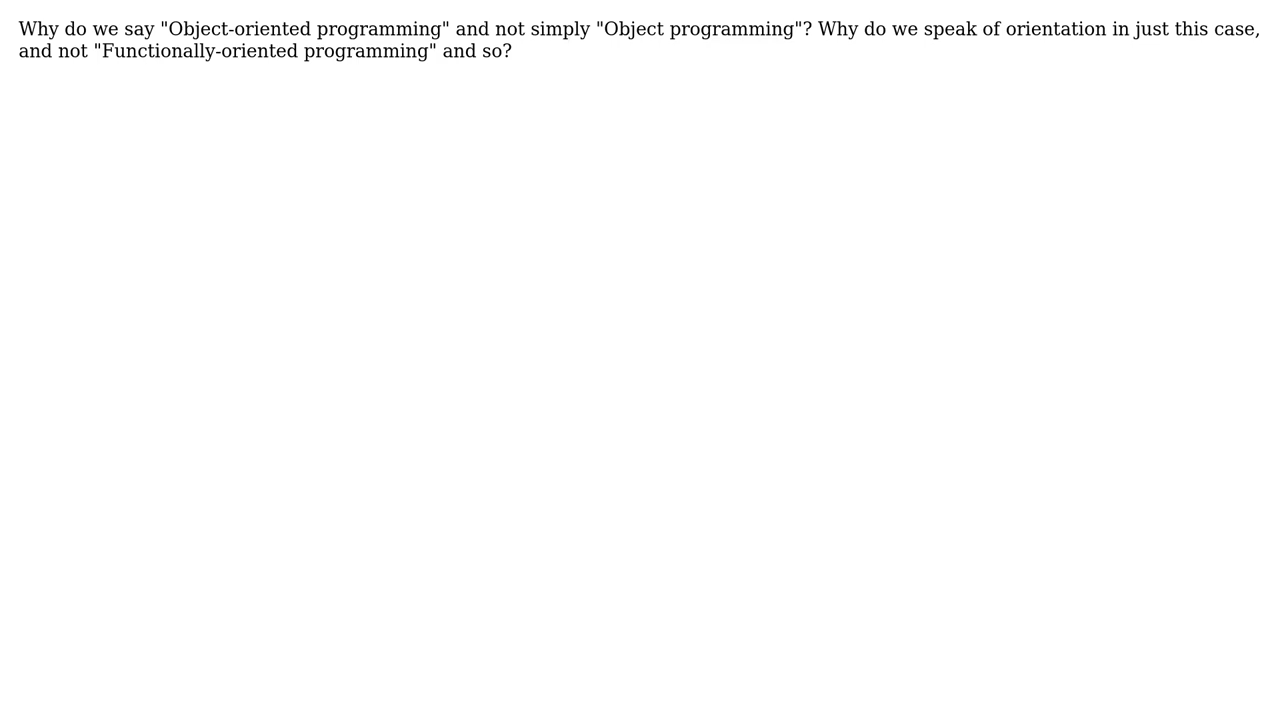 Why do we say "Object-oriented programming" and not simply "Object programming"? Why do we speak of orientation in just this case,
and not "Functionally-oriented programming" and so?